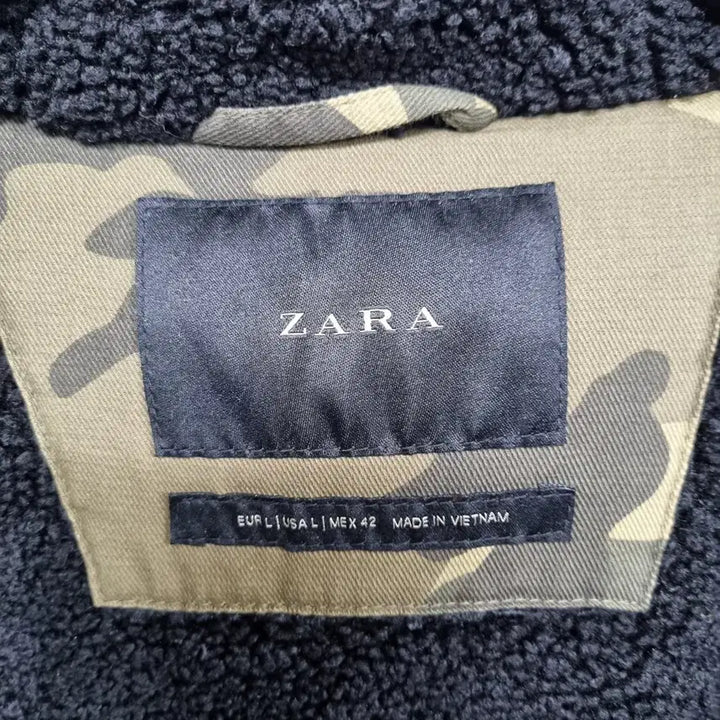 ZARA
EUR L | USA L | MEX 42 MADE IN VIETNAM